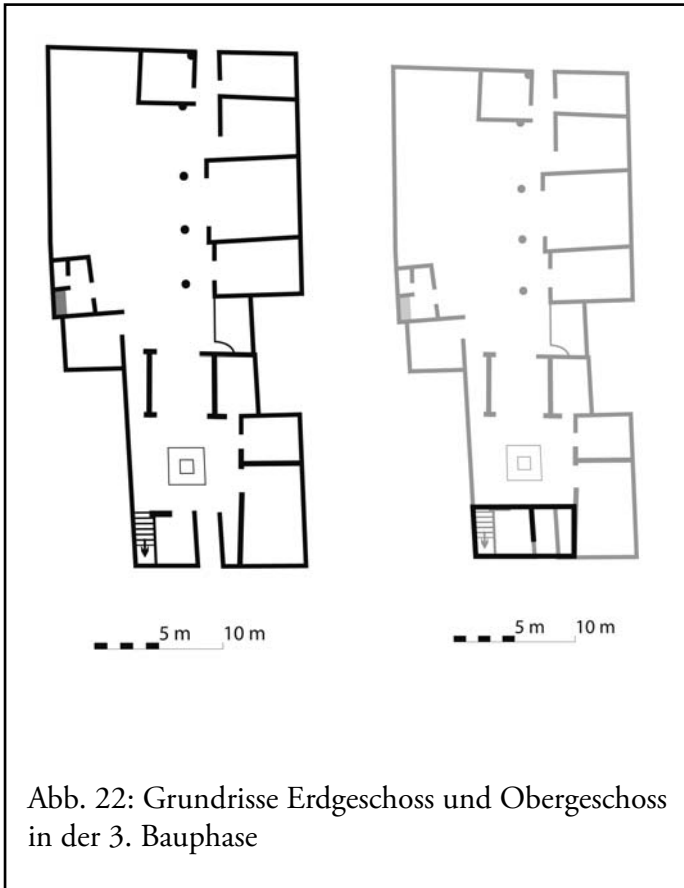 5 m 10 m
5 m 10 m
Abb. 22: Grundrisse Erdgeschoss und Obergeschoss
in der 3. Bauphase